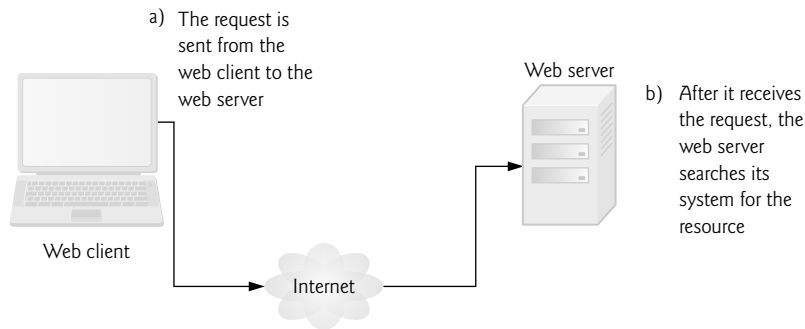 a) The request is
sent from the
web client to the
web server
Web server
b) After it receives
the request, the
web server
searches its
system for the
resource
Web client
Internet